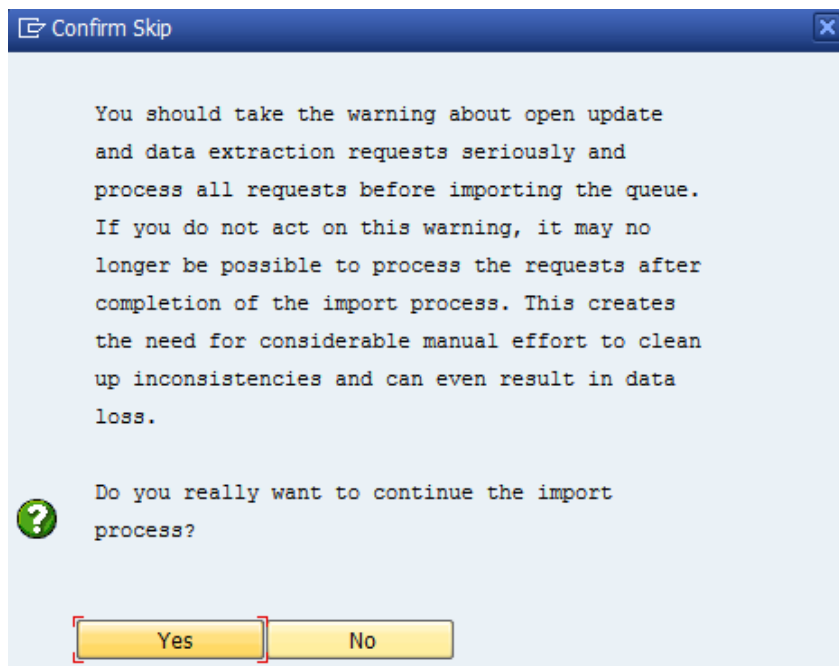 Confirm Skip
You should take the warning about open update
and data extraction requests seriously and
process all requests before importing the queue.
If you do not act on this warning, it may no
longer be possible to process the requests after
completion of the import process. This creates
the need for considerable manual effort to clean
up inconsistencies and can even result in data
loss.
Do you really want to continue the import
process?
Yes No